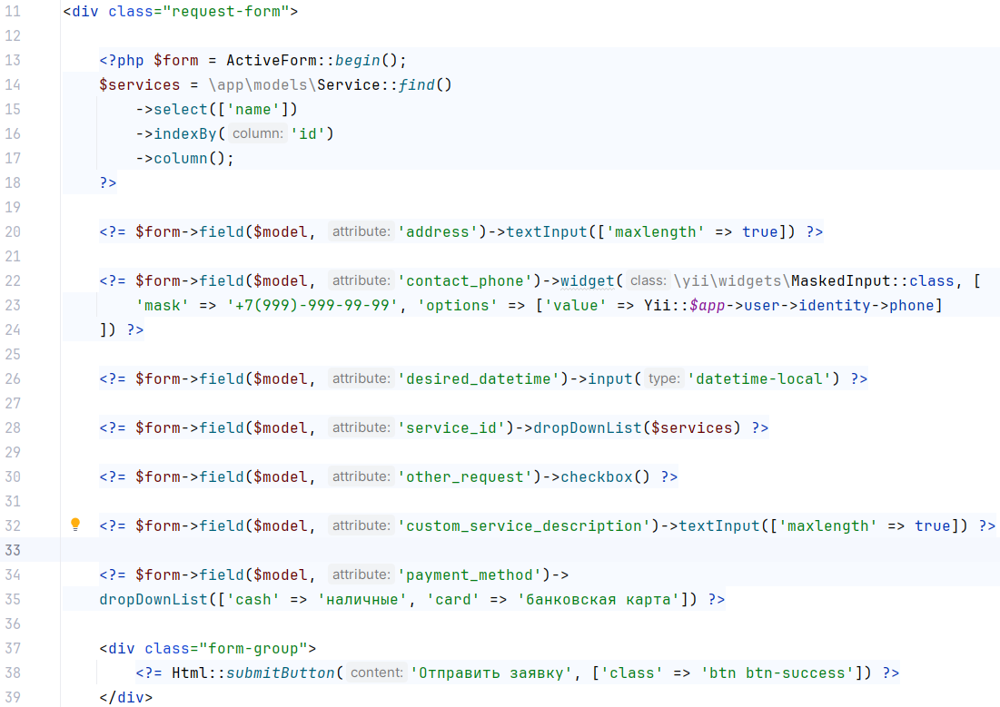 11 <div class="request-form">
12
13 <?php $form = ActiveForm::begin();
14 $services = \app\models\Service::find()
15 ->select(['name'])
16 ->indexBy( column: 'id')
17 ->column();
18 ?>
19
20 <?= $form->field($model, attribute: 'address')->textInput(['maxlength' => true]) ?>
21
22 <?= $form->field($model, attribute: 'contact_phone')->widget( class: \yii\widgets\MaskedInput::class, [
23 'mask' => '+7(999)-999-99-99', 'options' => ['value' => Yii::$app->user->identity->phone]
24 ]) ?>
25
26 <?= $form->field($model, attribute: 'desired_datetime')->input( type: 'datetime-local') ?>
27
28 <?= $form->field($model, attribute: 'service_id')->dropDownList($services) ?>
29
30 <?= $form->field($model, attribute: 'other_request')->checkbox() ?>
31
32 <?= $form->field($model, attribute: 'custom_service_description')->textInput(['maxlength' => true]) ?>
33
34 <?= $form->field($model, attribute: 'payment_method')->
35 dropDownList(['cash' => 'наличные', 'card' => 'банковская карта']) ?>
36
37 <div class="form-group">
38 <?= Html::submitButton( content: 'Отправить заявку', ['class' => 'btn btn-success']) ?>
39 </div>